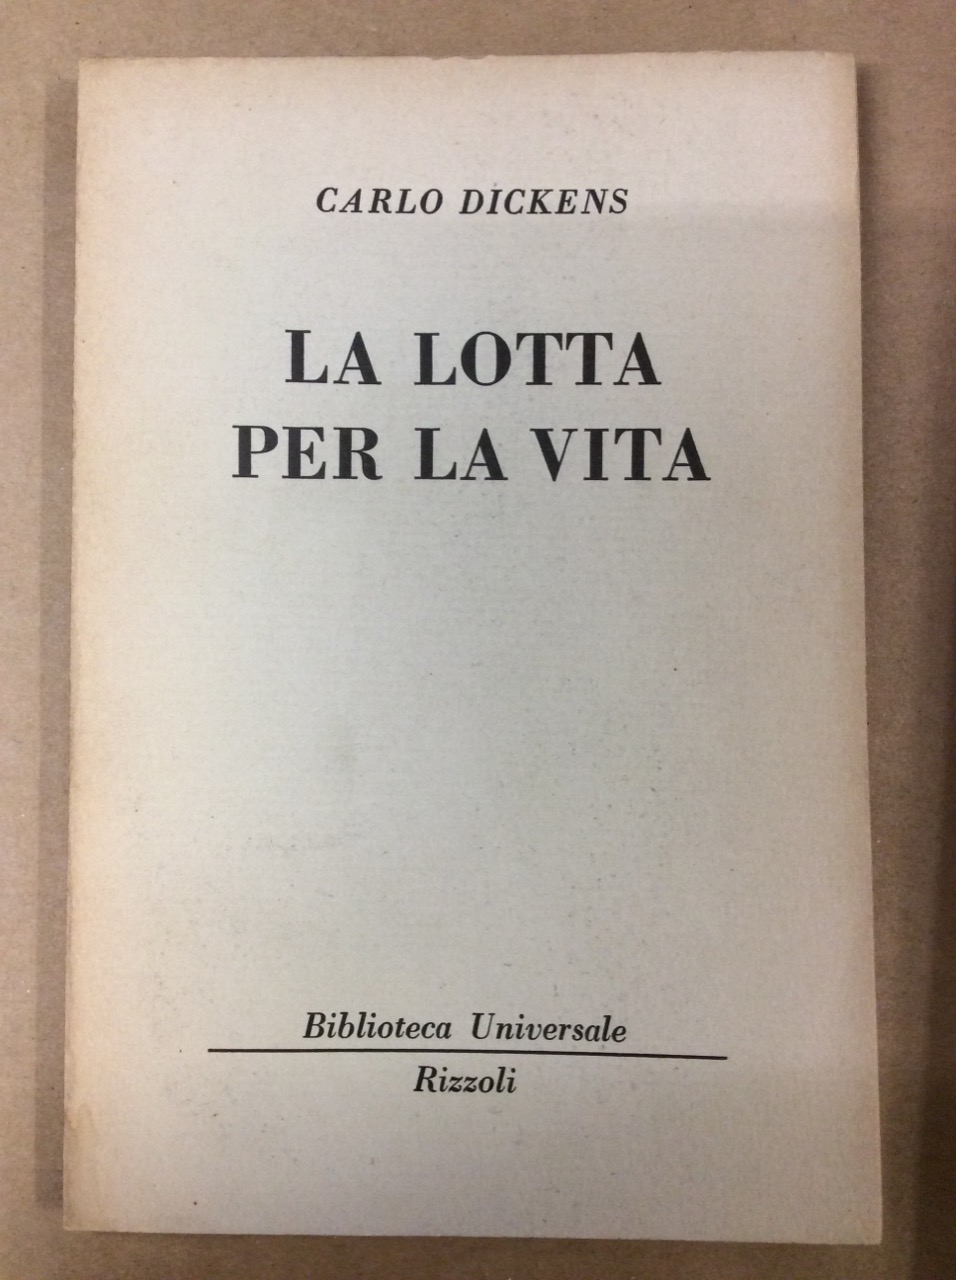 CARLO DICKENS
LA LOTTA
PER LA VITA
Biblioteca Universale
Rizzoli